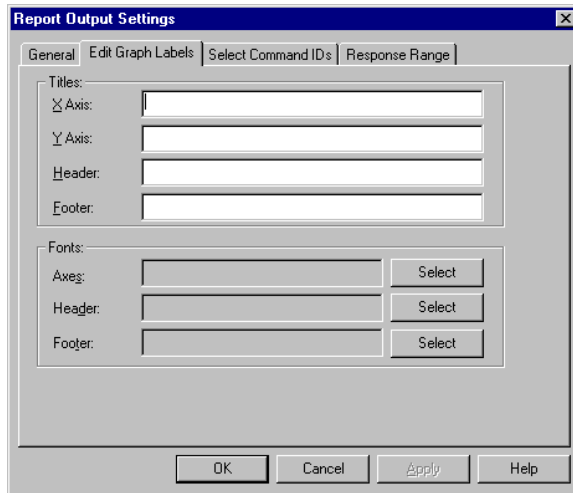 Report Output Settings
General Edit Graph Labels Select Command IDs Response Range
Titles:
X Axis:
Y Axis:
Header:
Footer:
Fonts:
Axes: Select
Header: Select
Footer: Select
OK Cancel Apply Help